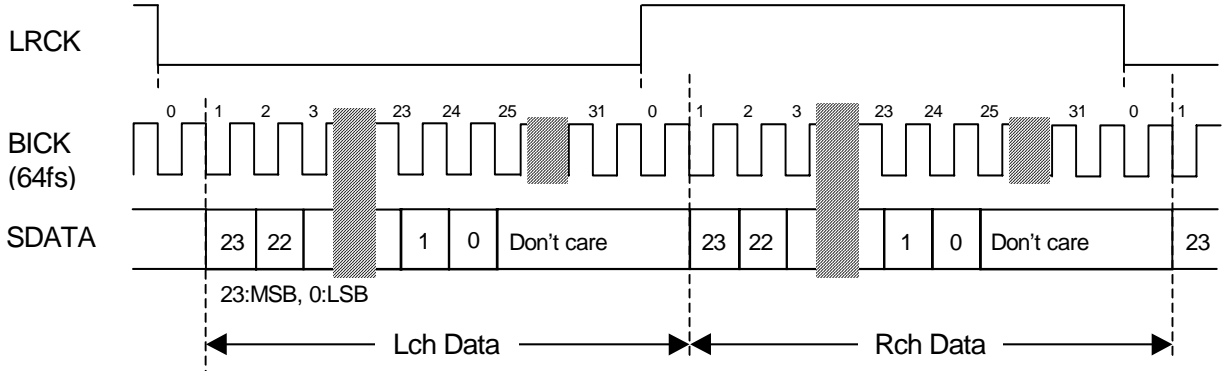 LRCK
0 1 2 3 23 24 25 31 0 1 2 3 23 24 25 31 0 1
BICK
(64fs)
SDATA 23 22 1 0 Don't care 23 22 1 0 Don't care 23
23:MSB, 0:LSB
Lch Data Rch Data